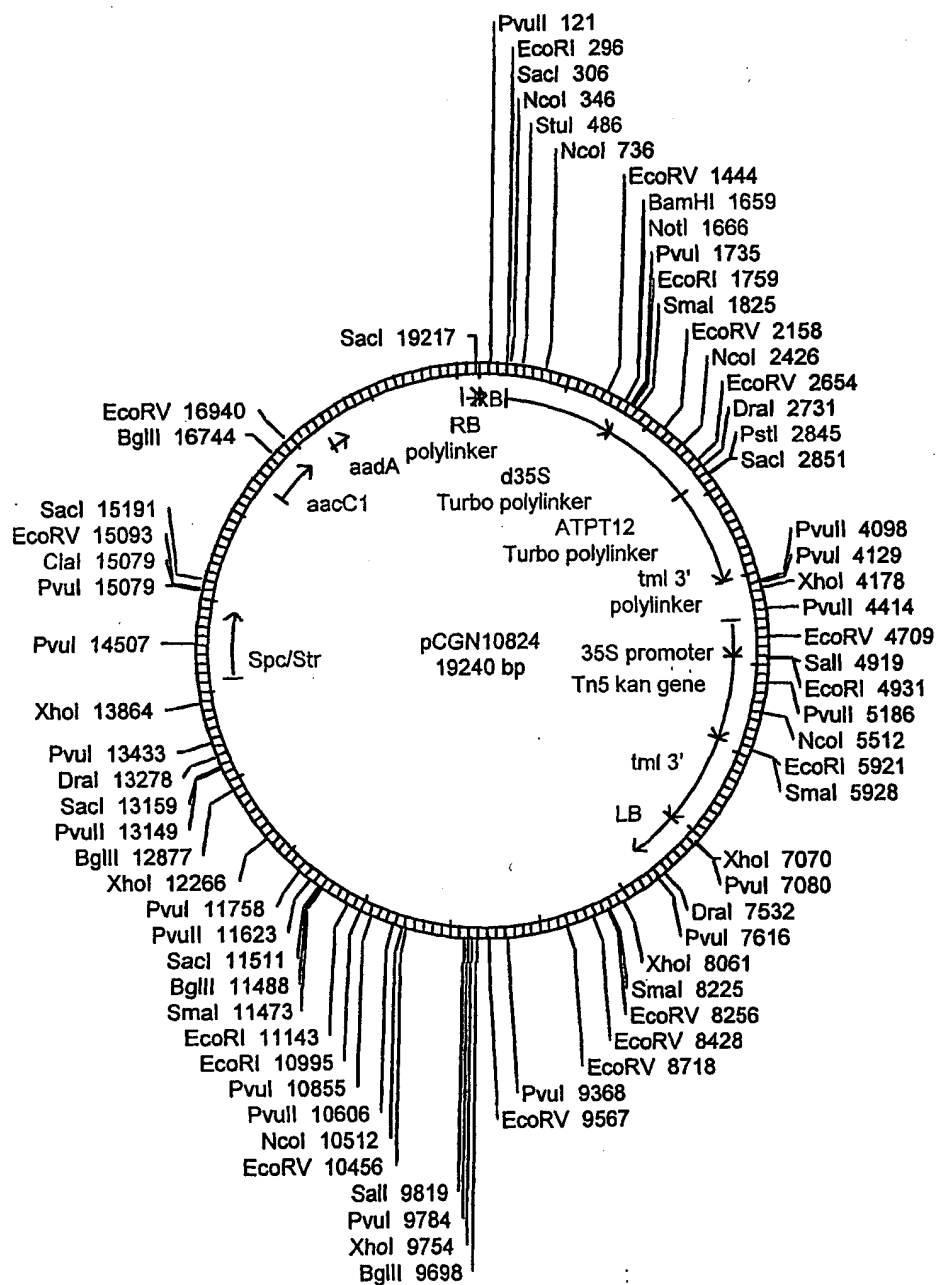 PvuII 121
EcoRI 296
SacI 306
NcoI 346
StuI 486
NcoI 736
EcoRV 1444
BamHI 1659
NotI 1666
PvuI 1735
EcoRI 1759
SmaI 1825
EcoRV 2158
NcoI 2426
EcoRV 2654
DraI 2731
PstI 2845
SacI 2851
PvuII 4098
PvuI 4129
XhoI 4178
PvuII 4414
EcoRV 4709
SalI 4919
EcoRI 4931
PvuII 5186
NcoI 5512
EcoRI 5921
SmaI 5928
XhoI 7070
PvuI 7080
DraI 7532
PvuI 7616
XhoI 8061
SmaI 8225
EcoRV 8256
EcoRV 8428
EcoRV 8718
PvuI 9368
EcoRV 9567
SacI 19217
EcoRV 16940
BglII 16744
SacI 15191
EcoRV 15093
ClaI 15079
PvuI 15079
PvuI 14507
XhoI 13864
PvuI 13433
DraI 13278
SacI 13159
PvuII 13149
BglII 12877
XhoI 12266
PvuI 11758
PvuII 11623
SacI 11511
BglII 11488
SmaI 11473
EcoRI 11143
EcoRI 10995
PvuI 10855
PvuII 10606
NcoI 10512
EcoRV 10456
SalI 9819
PvuI 9784
XhoI 9754
BglII 9698
RB
RB
polylinker
aadA
aacC1
d35S
Turbo polylinker
ATPT12
Turbo polylinker
tml 3'
polylinker
pCGN10824
19240 bp
35S promoter
Tn5 kan gene
Spc/Str
tml 3'
LB